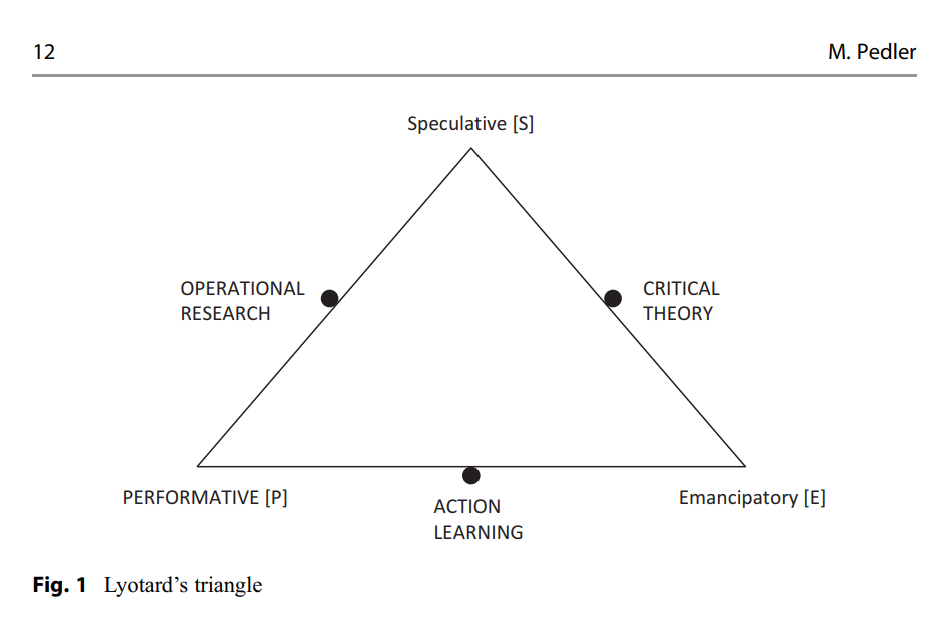 12 M. Pedler
Speculative [S]
OPERATIONAL
RESEARCH
CRITICAL
THEORY
PERFORMATIVE [P]
ACTION
LEARNING
Emancipatory [E]
Fig. 1 Lyotard’s triangle